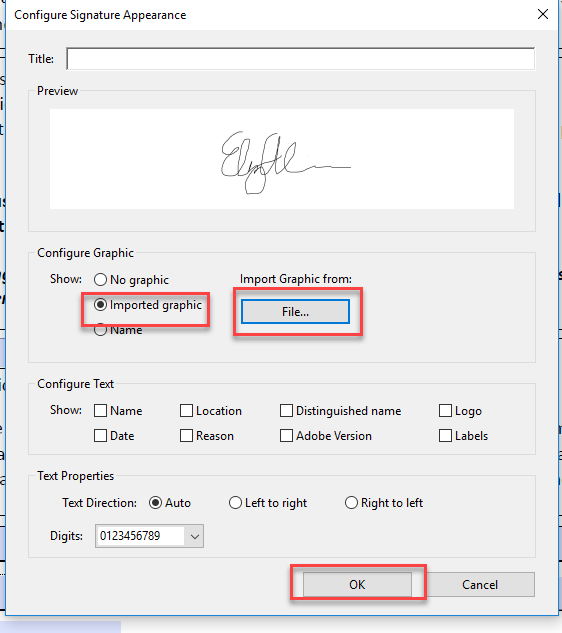 Configure Signature Appearance
Title:
Preview
Configure Graphic
Show:
No graphic
Imported graphic
Name
Import Graphic from:
File...
Configure Text
Show:
Name
Location
Distinguished name
Logo
Date
Reason
Adobe Version
Labels
Text Properties
Text Direction:
Auto
Left to right
Right to left
Digits:
0123456789
OK
Cancel